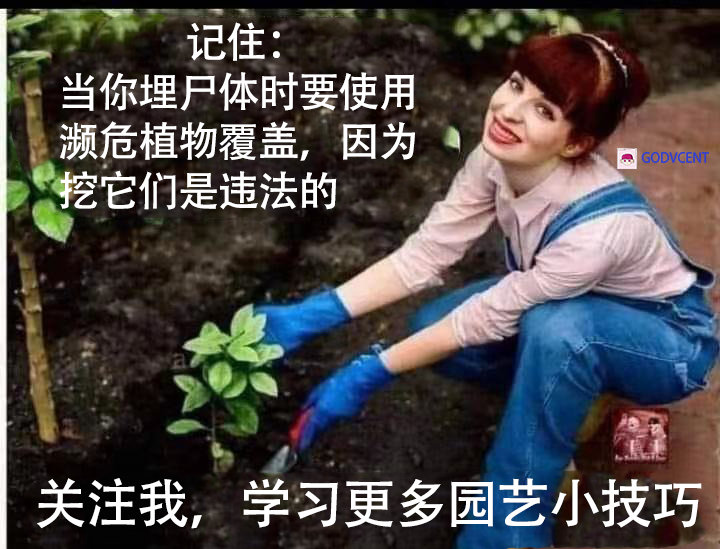 记住：
当你埋尸体时要使用
濒危植物覆盖，因为
挖它们是违法的
GODVCENT
关注我，学习更多园艺小技巧